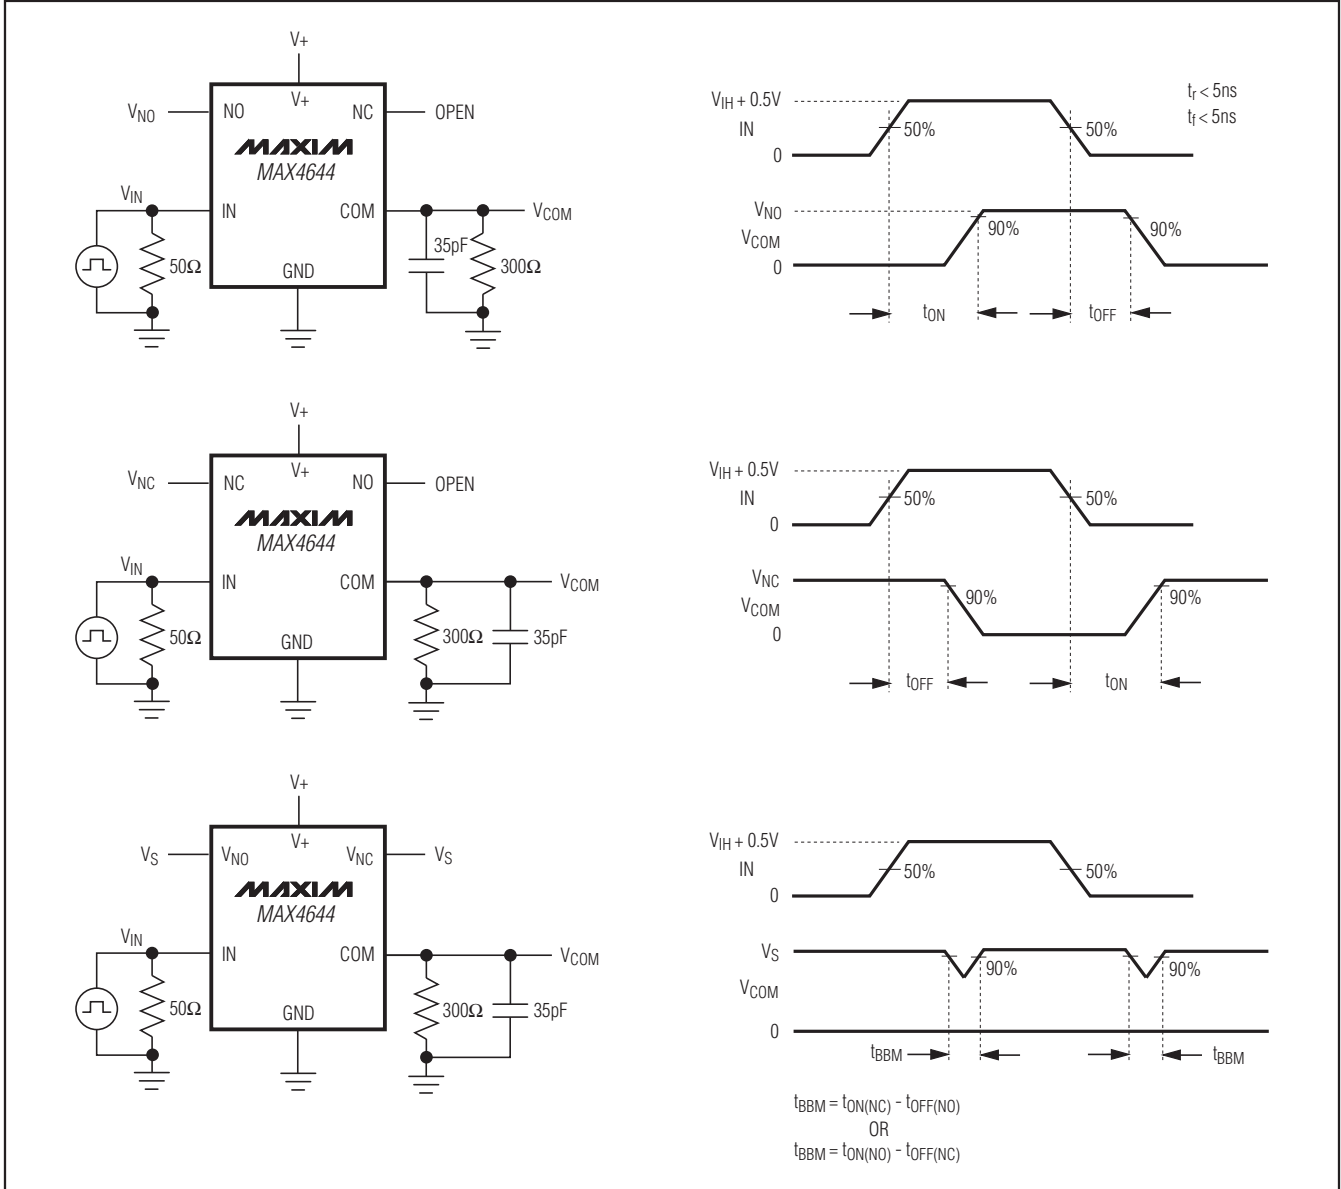 V+
V+
V_NO NO NC OPEN
MAXIM
MAX4644
V_IN IN COM V_COM
50Ω 35pF 300Ω
GND
V_IH + 0.5V
IN 50% 50%
0
t_r < 5ns
t_f < 5ns
V_NO
V_COM 90% 90%
0
t_ON t_OFF
V+
V+
V_NC NC NO OPEN
MAXIM
MAX4644
V_IN IN COM V_COM
50Ω 300Ω 35pF
GND
V_IH + 0.5V
IN 50% 50%
0
V_NC
V_COM 90% 90%
0
t_OFF t_ON
V+
V+
V_S V_NO V_NC V_S
MAXIM
MAX4644
V_IN IN COM V_COM
50Ω 300Ω 35pF
GND
V_IH + 0.5V
IN 50% 50%
0
V_S
90% 90%
V_COM
0
t_BBM t_BBM
t_BBM = t_ON(NC) - t_OFF(NO)
OR
t_BBM = t_ON(NO) - t_OFF(NC)